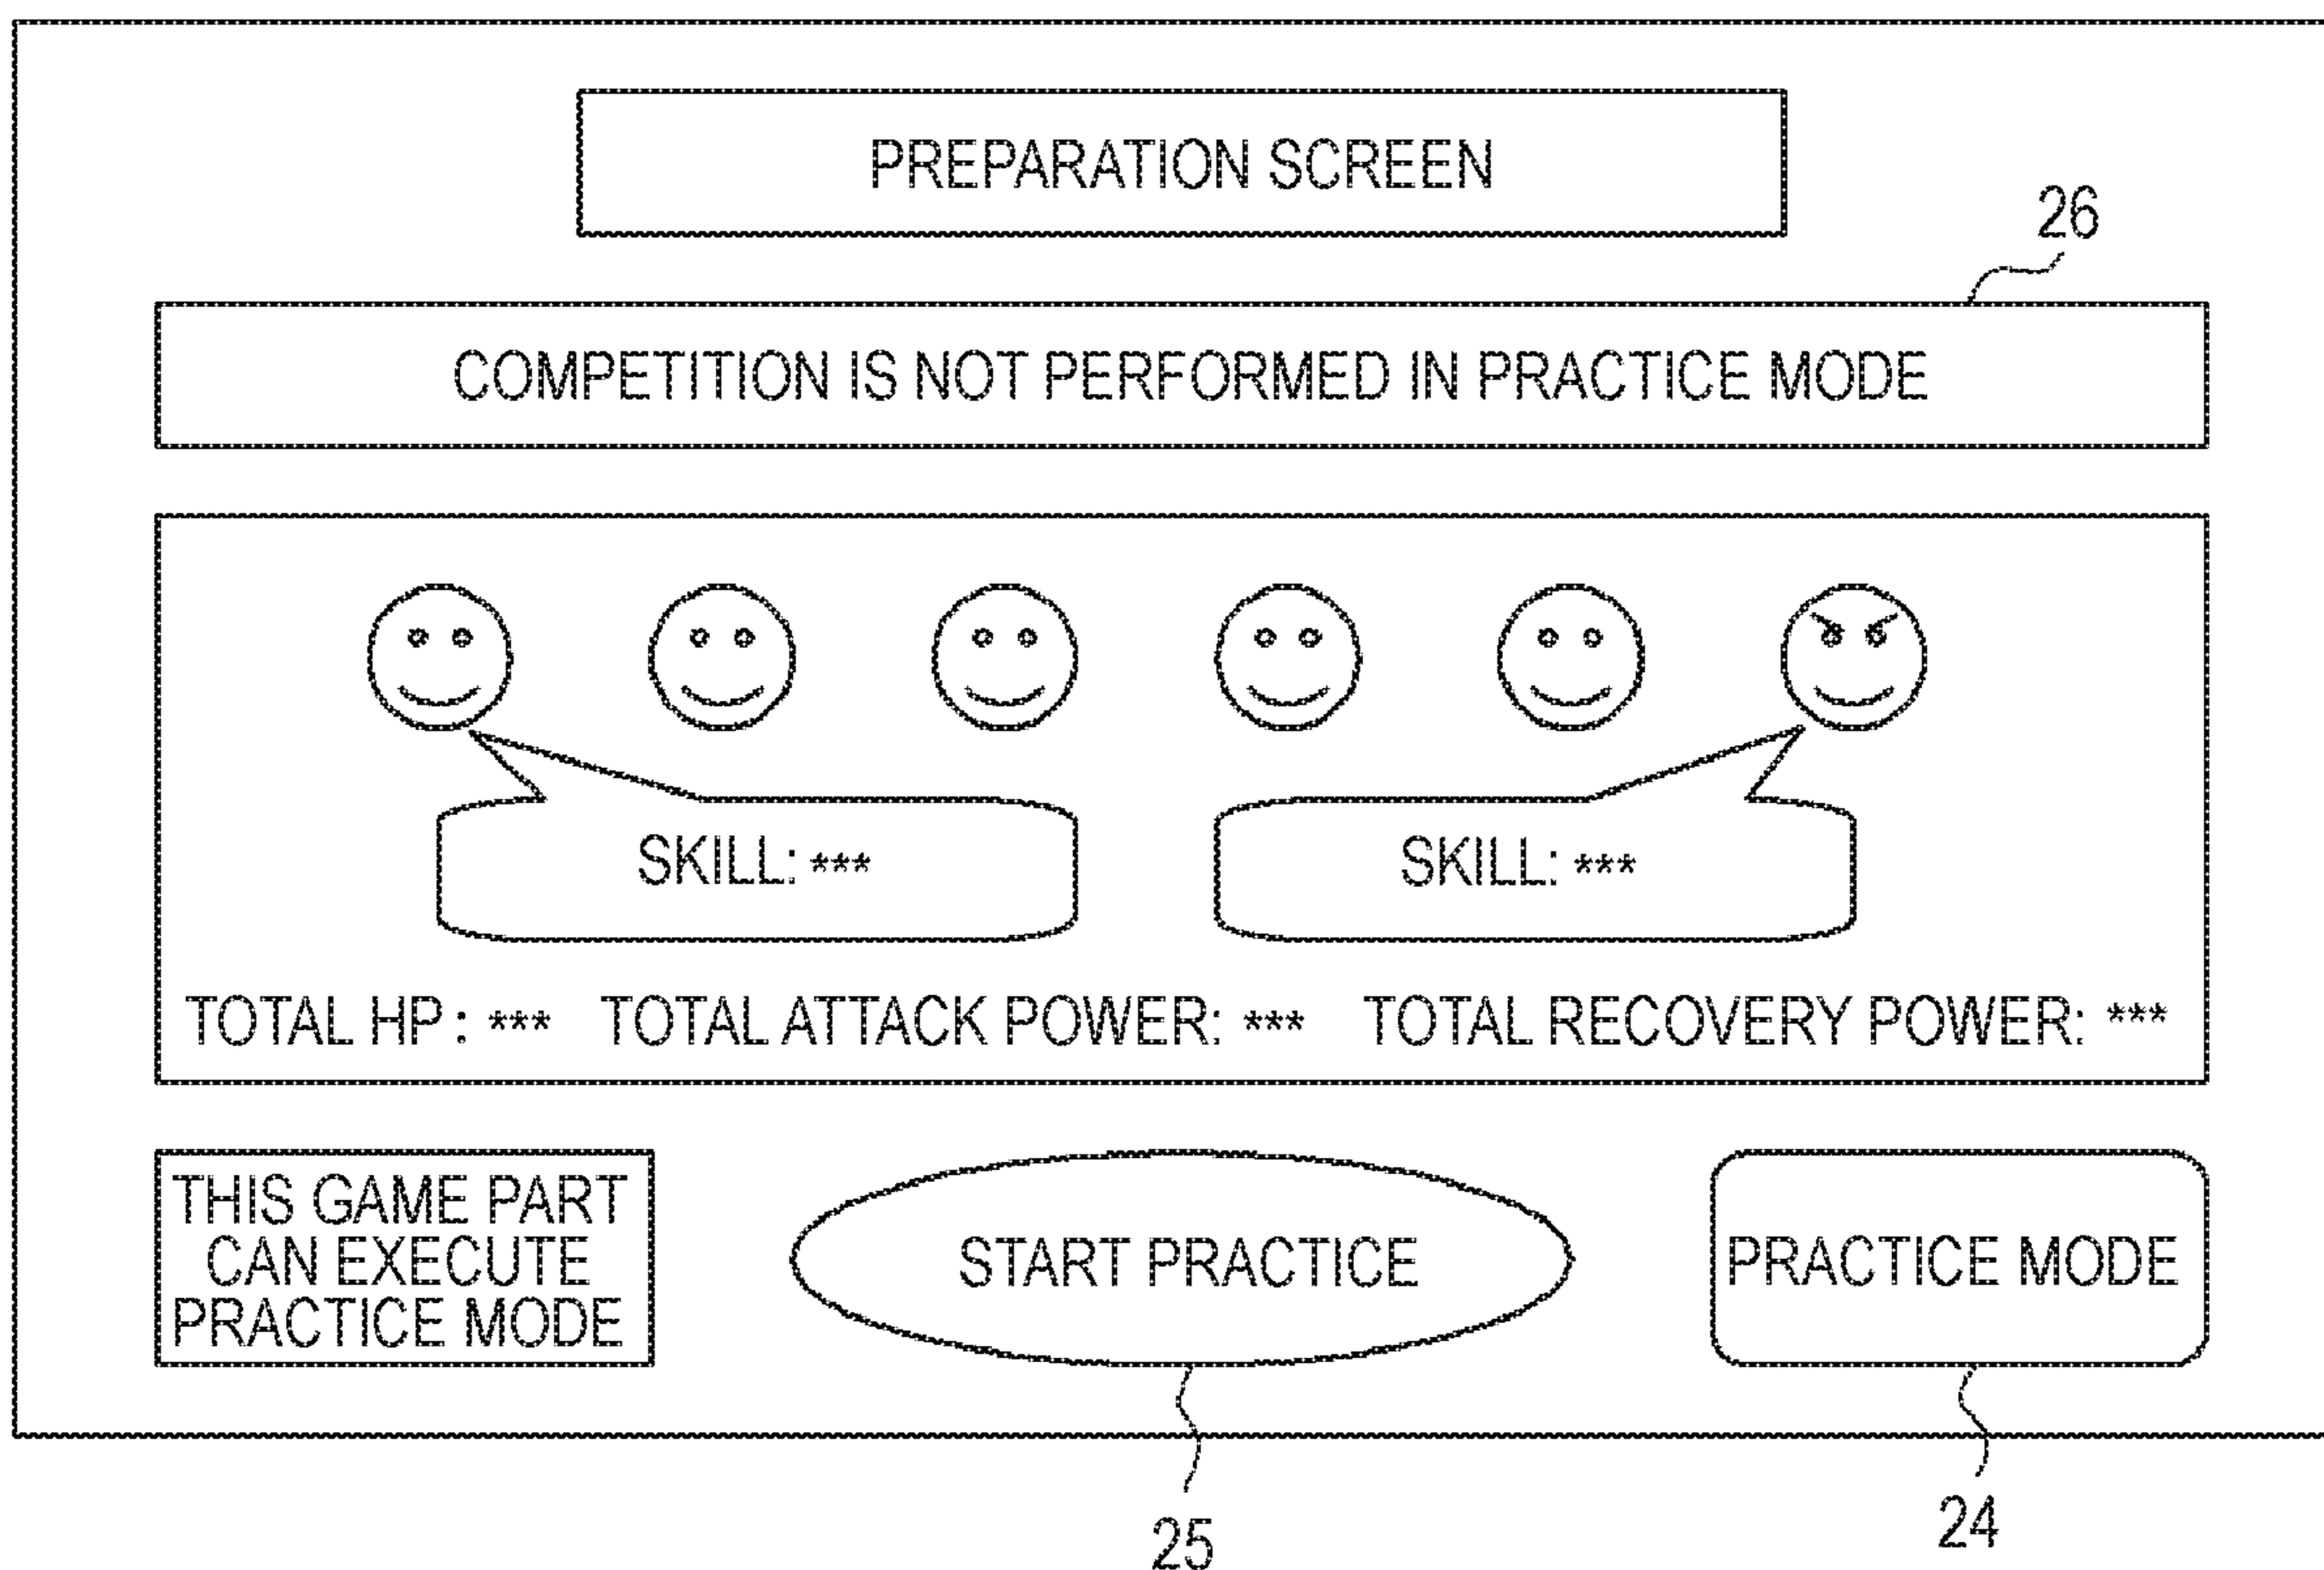 PREPARATION SCREEN
26
COMPETITION IS NOT PERFORMED IN PRACTICE MODE
SKILL: *** SKILL: ***
TOTAL HP : *** TOTAL ATTACK POWER: *** TOTAL RECOVERY POWER: ***
THIS GAME PART
CAN EXECUTE
PRACTICE MODE
START PRACTICE
PRACTICE MODE
25
24